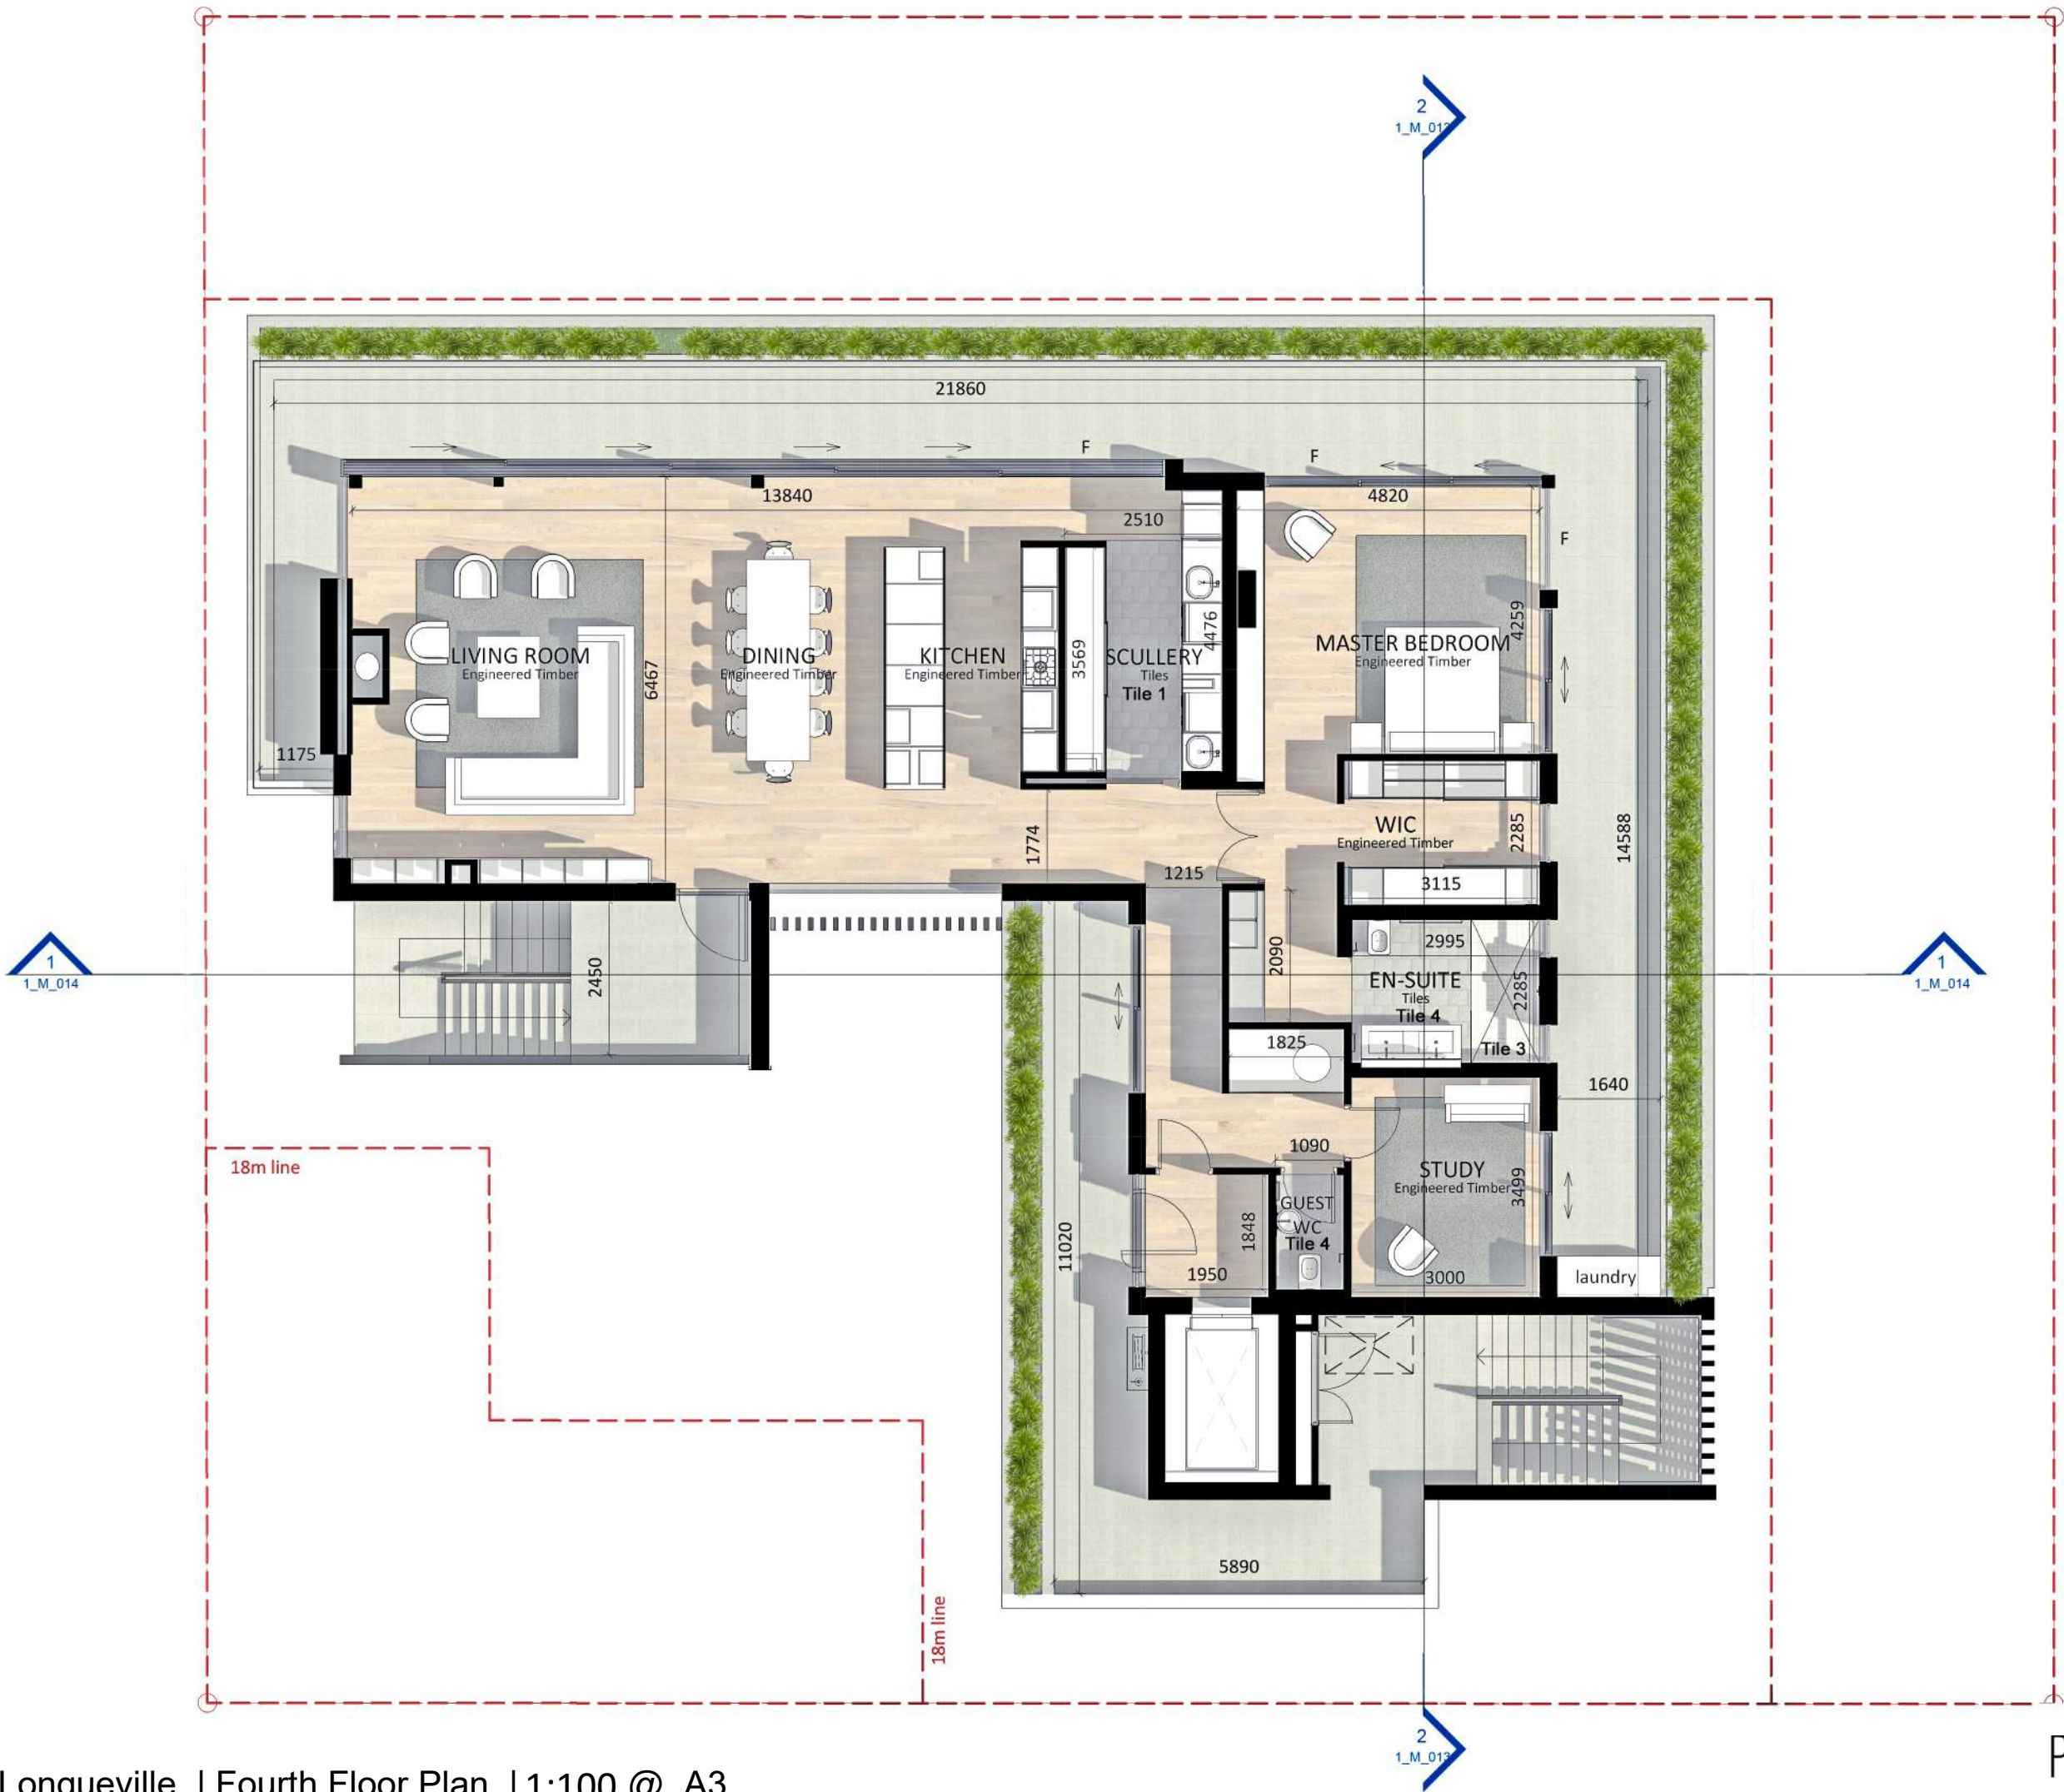 2
1_M_013
21860
F
F
13840
4820
2510
F
4259
4476
3569
6467
LIVING ROOM
Engineered Timber
DINING
Engineered Timber
KITCHEN
Engineered Timber
SCULLERY
Tiles
Tile 1
MASTER BEDROOM
Engineered Timber
1175
WIC
Engineered Timber
2285
14588
1774
1215
3115
2450
2090
2995
EN-SUITE
Tiles
Tile 4
2285
Tile 3
1
1_M_014
1
1_M_014
1825
1640
18m line
1090
STUDY
Engineered Timber
3499
GUEST
WC
Tile 4
1848
11020
1950
3000
laundry
5890
18m line
2
1_M_013
Longueville | Fourth Floor Plan | 1:100 @ A3
P